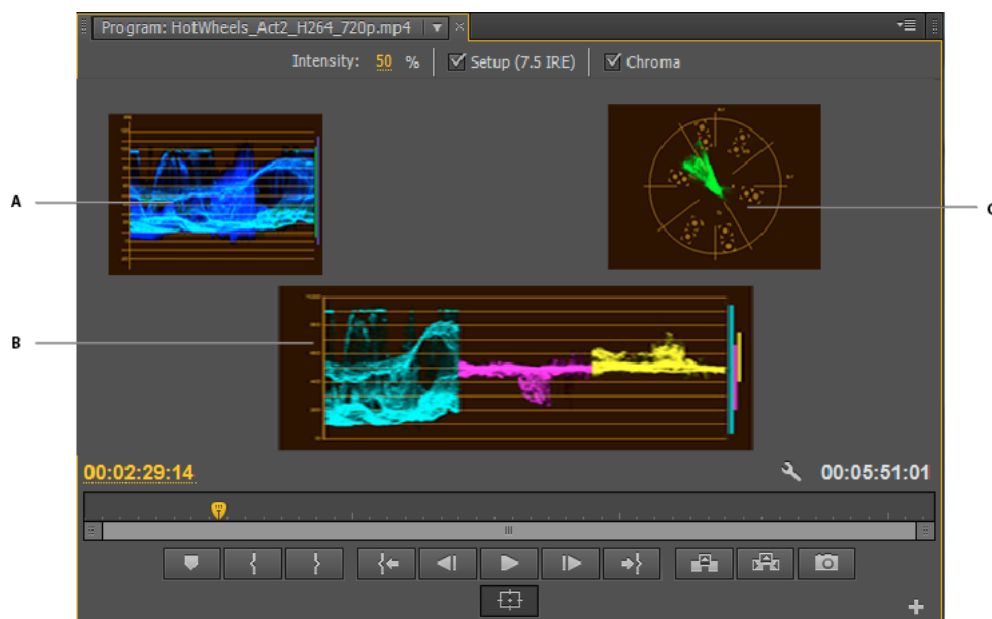 Program: HotWheels_Act2_H264_720p.mp4
Intensity: 50 % Setup (7.5 IRE) Chroma
A
C
B
00:02:29:14 00:05:51:01